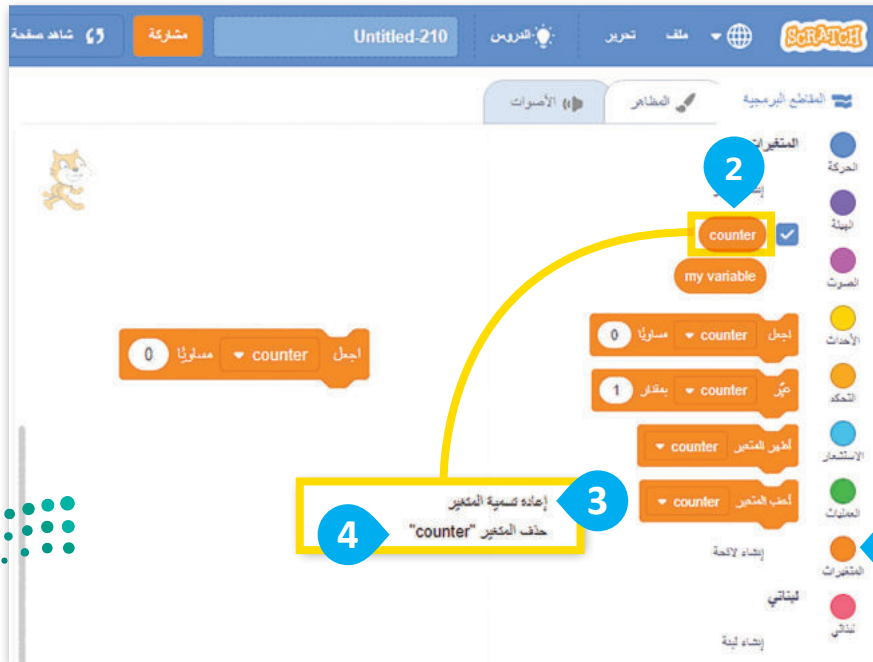 SCRATCH
ملف
تحرير
الدروس
Untitled-210
مشاركة
شاهد صفحة
المقاطع البرمجية
المظاهر
الأصوات
الحركة
الهيئة
الصوت
الأحداث
التحكم
الاستشعار
العمليات
المتغيرات
لبناتي
المتغيرات
2
counter
my variable
اجعل counter مساويًا 0
غيّر counter بمقدار 1
أظهر المتغير counter
أخف المتغير counter
إنشاء لائحة
لبناتي
إنشاء لبنة
اجعل counter مساويًا 0
إعاده تسمية المتغير 3
حذف المتغير "counter" 4